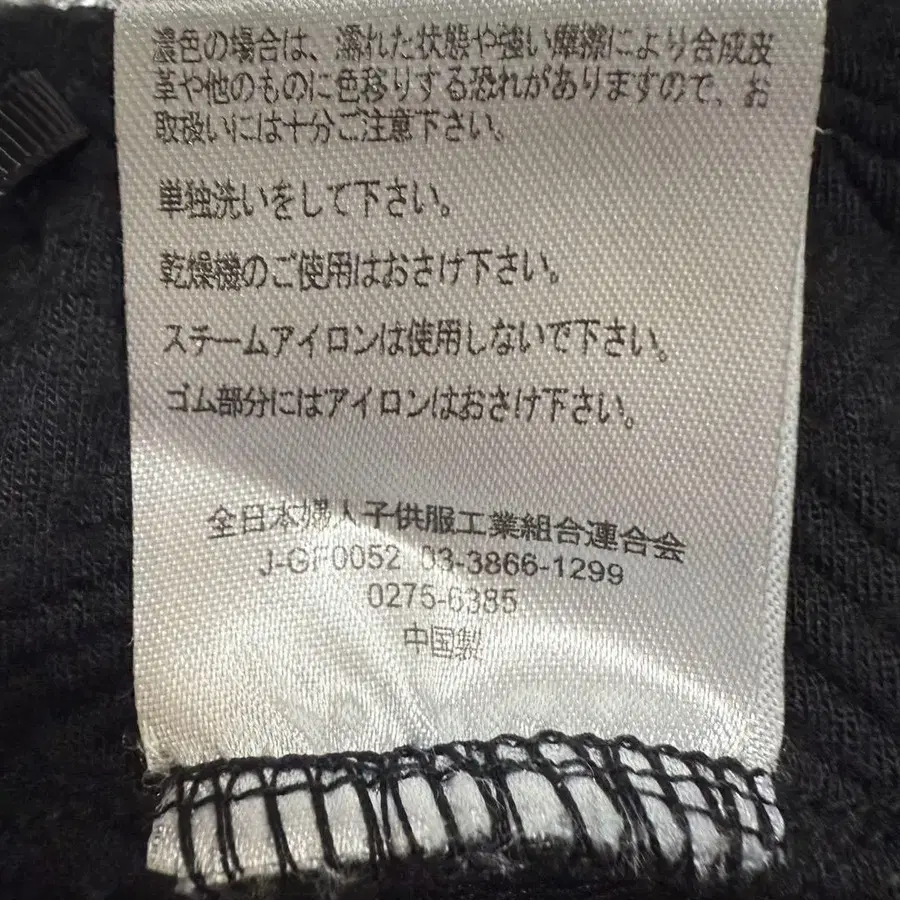 濃色の場合は、濡れた状態や強い摩擦により合成皮
革や他のものに色移りする恐れがありますので、お
取扱いには十分ご注意下さい。
単独洗いをして下さい。
乾燥機のご使用はおさけ下さい。
スチームアイロンは使用しないで下さい。
ゴム部分にはアイロンはおさけ下さい。
全日本婦人子供服工業組合連合会
J-GF0052 03-3866-1299
0275-6385
中国製